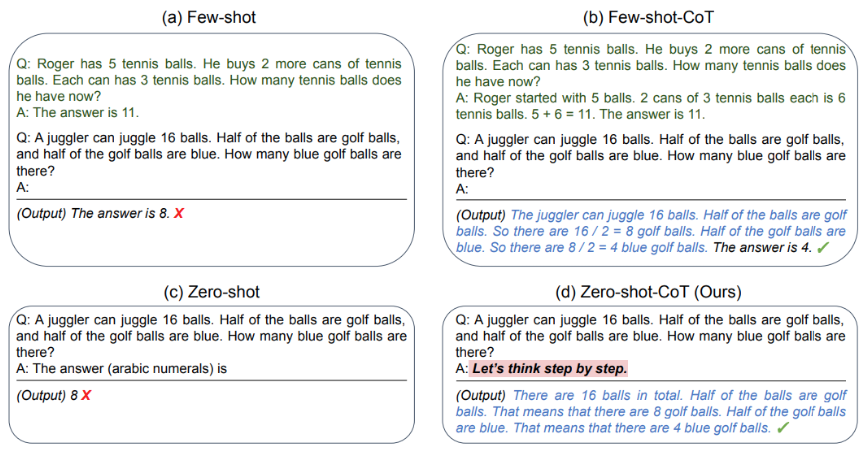 (a) Few-shot
Q: Roger has 5 tennis balls. He buys 2 more cans of tennis
balls. Each can has 3 tennis balls. How many tennis balls does
he have now?
A: The answer is 11.
Q: A juggler can juggle 16 balls. Half of the balls are golf balls,
and half of the golf balls are blue. How many blue golf balls are
there?
A:
(Output) The answer is 8. X
(b) Few-shot-CoT
Q: Roger has 5 tennis balls. He buys 2 more cans of tennis
balls. Each can has 3 tennis balls. How many tennis balls does
he have now?
A: Roger started with 5 balls. 2 cans of 3 tennis balls each is 6
tennis balls. 5 + 6 = 11. The answer is 11.
Q: A juggler can juggle 16 balls. Half of the balls are golf balls,
and half of the golf balls are blue. How many blue golf balls are
there?
A:
(Output) The juggler can juggle 16 balls. Half of the balls are golf
balls. So there are 16 / 2 = 8 golf balls. Half of the golf balls are
blue. So there are 8 / 2 = 4 blue golf balls. The answer is 4. ✓
(c) Zero-shot
Q: A juggler can juggle 16 balls. Half of the balls are golf balls,
and half of the golf balls are blue. How many blue golf balls are
there?
A: The answer (arabic numerals) is
(Output) 8 X
(d) Zero-shot-CoT (Ours)
Q: A juggler can juggle 16 balls. Half of the balls are golf balls,
and half of the golf balls are blue. How many blue golf balls are
there?
A: Let's think step by step.
(Output) There are 16 balls in total. Half of the balls are golf
balls. That means that there are 8 golf balls. Half of the golf balls
are blue. That means that there are 4 blue golf balls. ✓